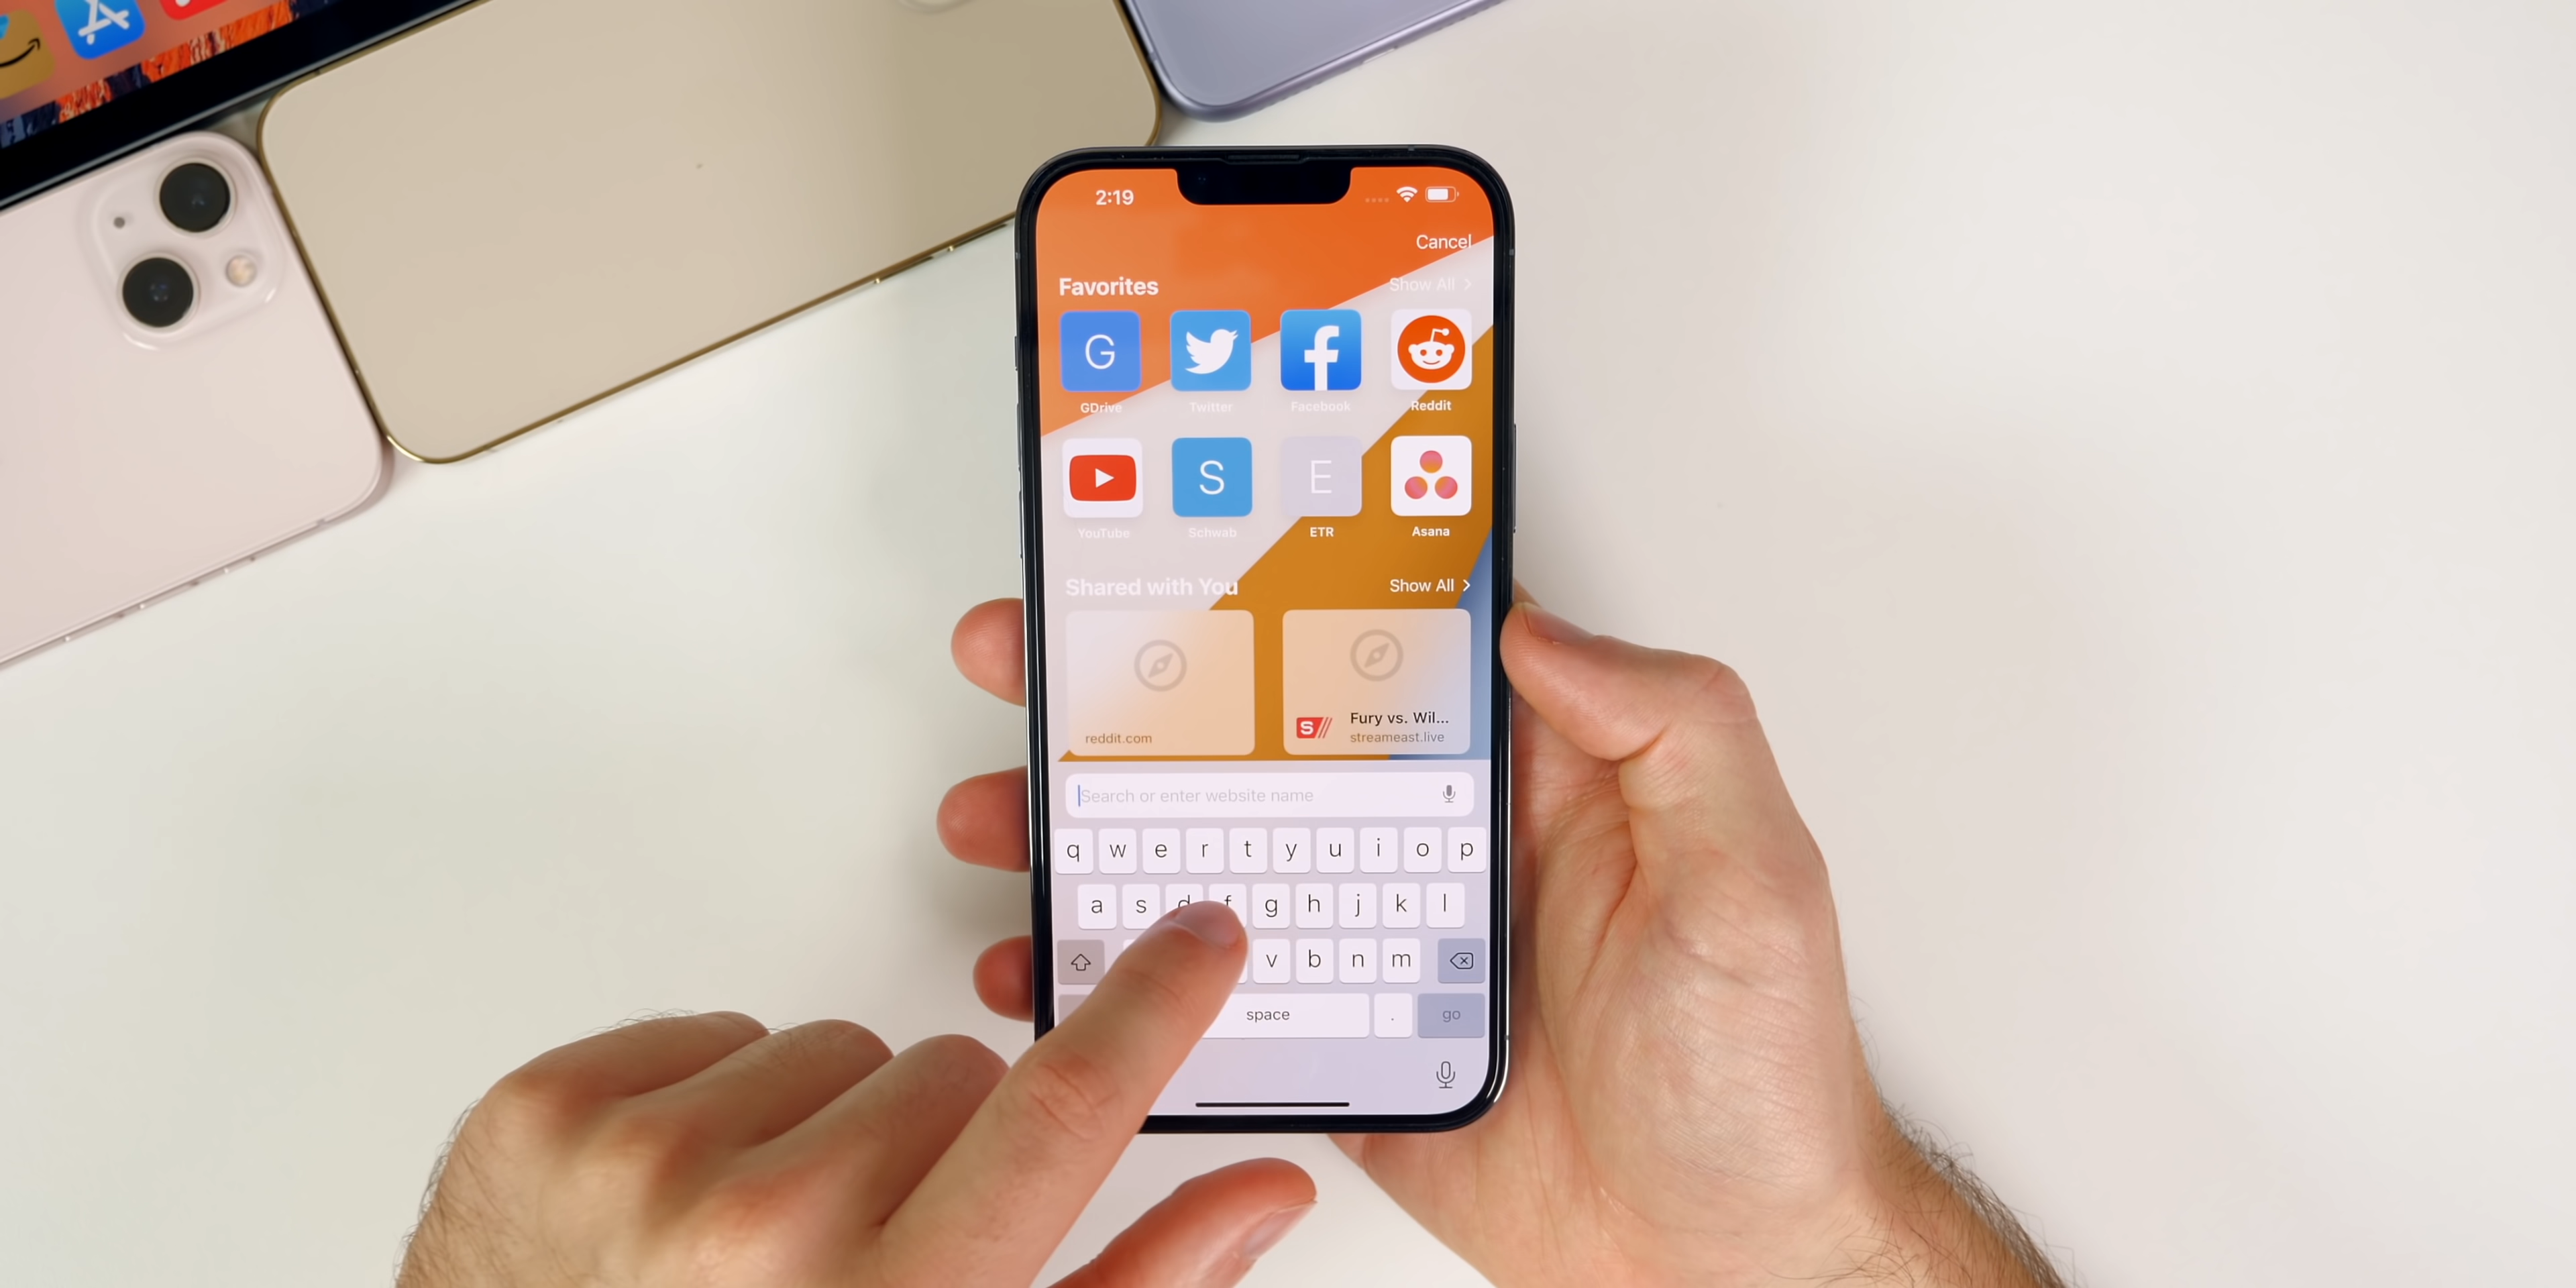 2:19
Cancel
Favorites Show All
G
GDrive Twitter Facebook Reddit
S E
YouTube Schwab ETR Asana
Shared with You Show All
reddit.com
S Fury vs. Wil...
streameast.live
Search or enter website name
q w e r t y u i o p
a s d f g h j k l
v b n m
space . go